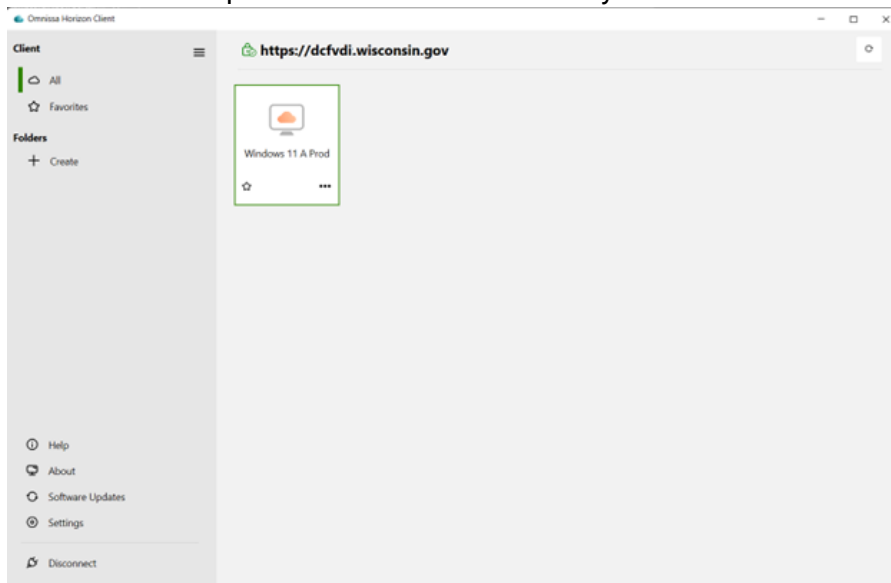 Omnissa Horizon Client
Client
All
Favorites
Folders
Create
https://dcfvdi.wisconsin.gov
Windows 11 A Prod
Help
About
Software Updates
Settings
Disconnect